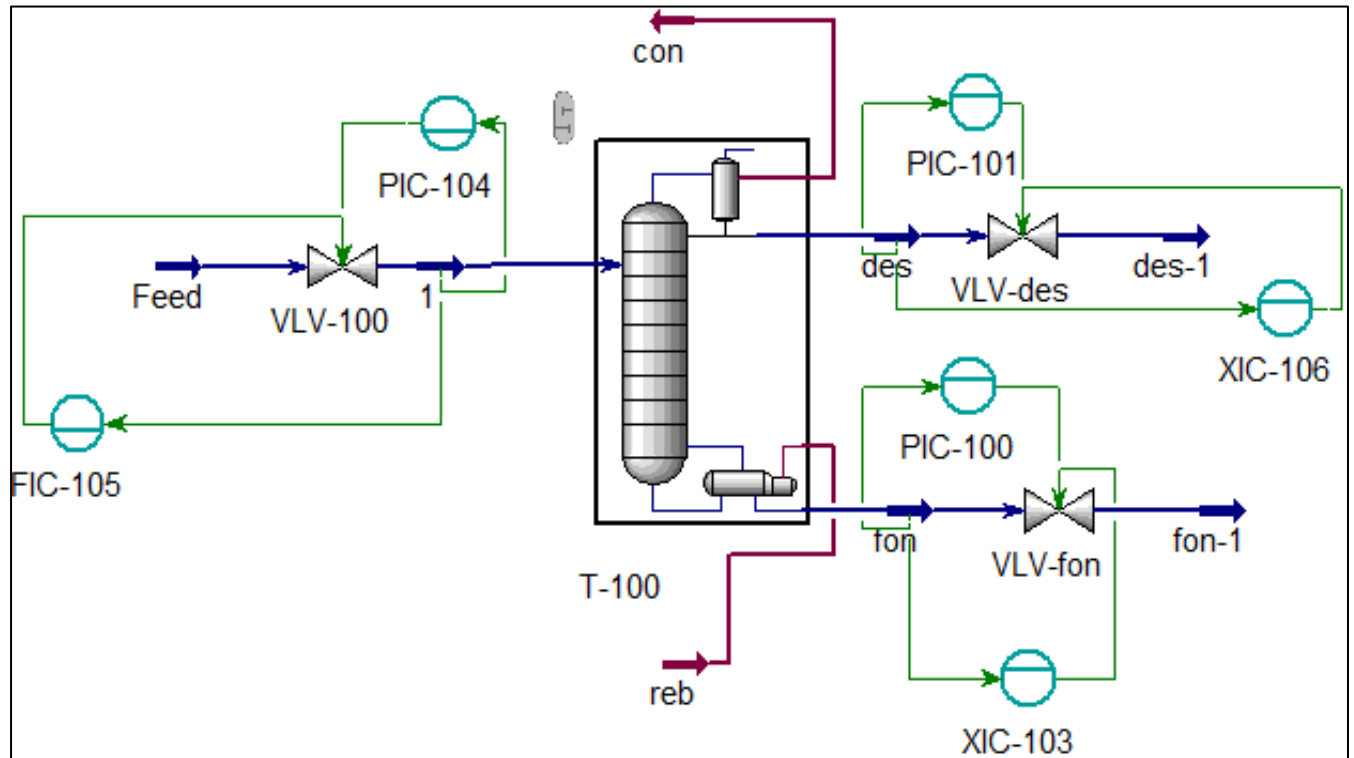 con
PIC-104
PIC-101
Feed
VLV-100
1
des
VLV-des
des-1
XIC-106
FIC-105
PIC-100
fon
VLV-fon
fon-1
T-100
reb
XIC-103